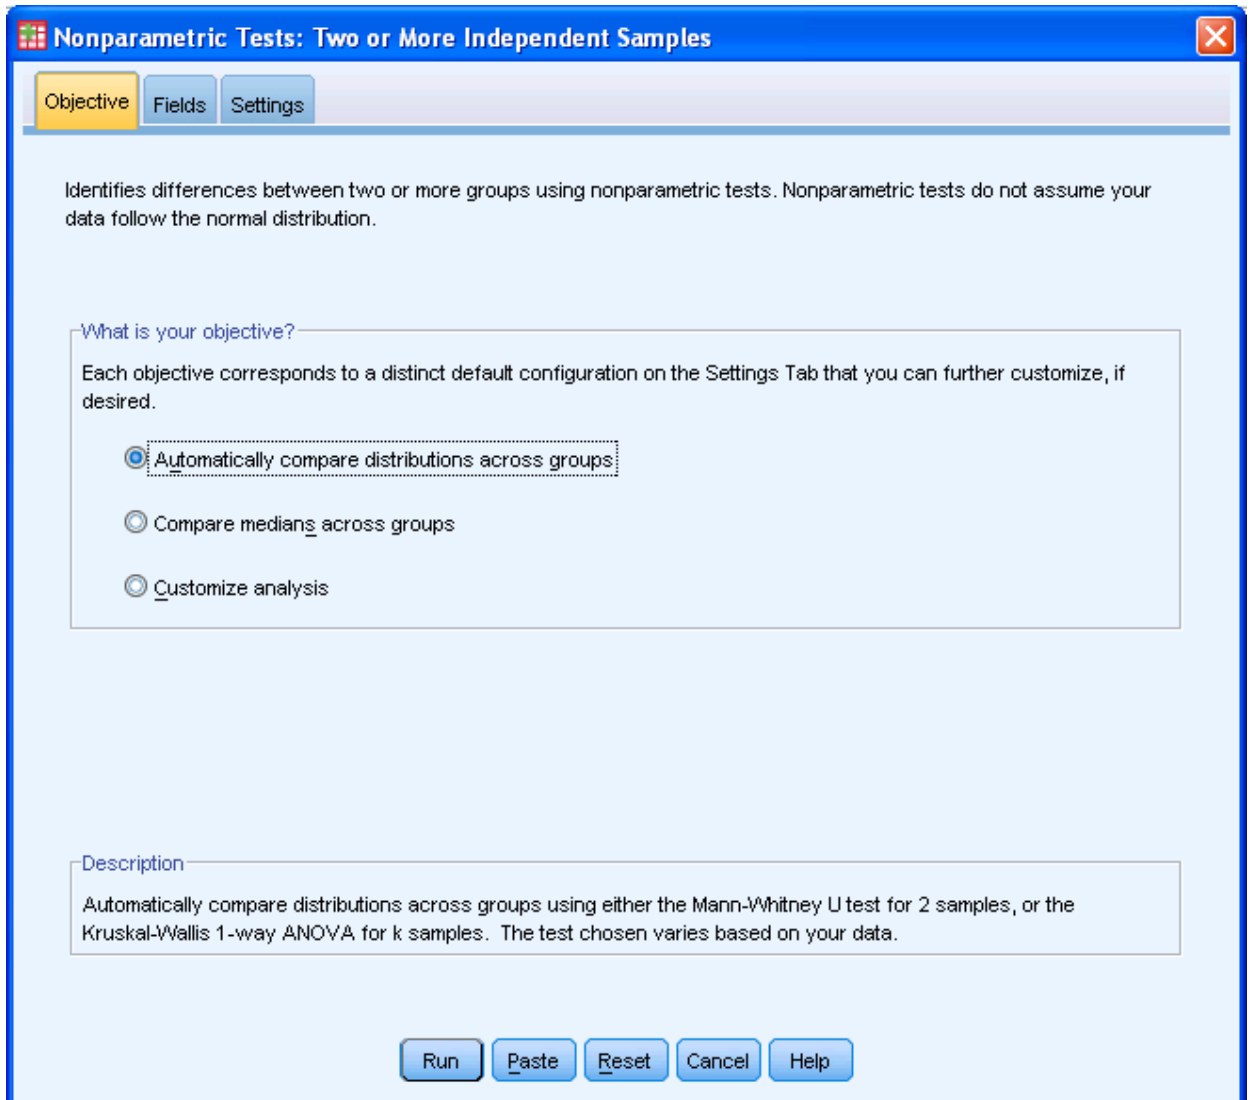 Nonparametric Tests: Two or More Independent Samples
Objective
Fields
Settings
Identifies differences between two or more groups using nonparametric tests. Nonparametric tests do not assume your
data follow the normal distribution.
What is your objective?
Each objective corresponds to a distinct default configuration on the Settings Tab that you can further customize, if
desired.
Automatically compare distributions across groups
Compare medians across groups
Customize analysis
Description
Automatically compare distributions across groups using either the Mann-Whitney U test for 2 samples, or the
Kruskal-Wallis 1-way ANOVA for k samples. The test chosen varies based on your data.
Run
Paste
Reset
Cancel
Help